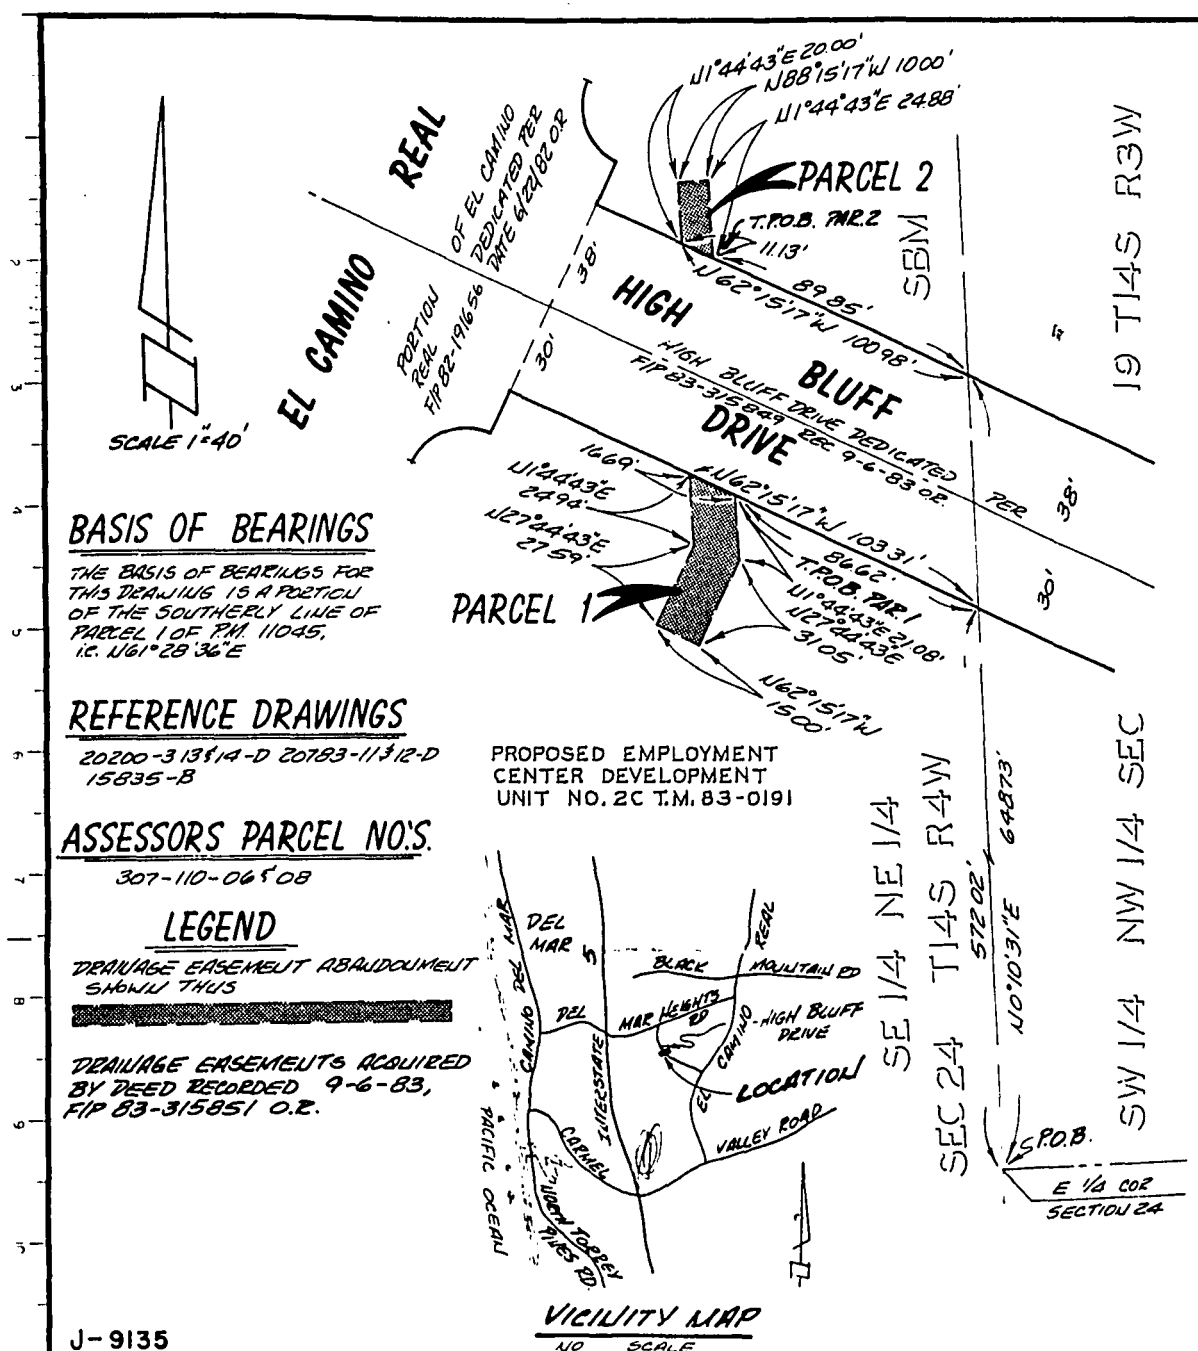 N1°44'43"E 20.00'
N88°15'17"W 10.00'
N1°44'43"E 24.88'
PARCEL 2
T.P.O.B. PAR.2
11.13'
89.85'
N62°15'17"W 100.98'
SBM
19 T14S R3W
EL CAMINO REAL
PORTION OF EL CAMINO
REAL DEDICATED PER
F/P 82-191656 DATE 6/22/82 O.R
38'
30'
HIGH BLUFF
DRIVE
HIGH BLUFF DRIVE DEDICATED PER
F/P 83-315849 REC 9-6-83 O.R.
38'
30'
SCALE 1"=40'
16.69'
N1°44'43"E
24.94'
N27°44'43"E
27.59'
N62°15'17"W 103.31'
86.62'
T.P.O.B. PAR.1
N1°44'43"E 21.08'
N27°44'43"E
31.05'
N62°15'17"W
15.00'
PARCEL 1
BASIS OF BEARINGS
THE BASIS OF BEARINGS FOR
THIS DRAWING IS A PORTION
OF THE SOUTHERLY LINE OF
PARCEL 1 OF P.M. 11045,
i.e. N61°28'36"E
REFERENCE DRAWINGS
20200-3 13&14-D 20783-11&12-D
15835-B
ASSESSORS PARCEL NO.'S.
307-110-06&08
LEGEND
DRAINAGE EASEMENT ABANDONMENT
SHOWN THUS
DRAINAGE EASEMENTS ACQUIRED
BY DEED RECORDED 9-6-83,
F/P 83-315851 O.R.
PROPOSED EMPLOYMENT
CENTER DEVELOPMENT
UNIT NO. 2C T.M. 83-0191
SE 1/4 NE 1/4
SEC 24 T14S R4W
572.02'
N0°10'31"E 648.73'
SW 1/4 NW 1/4 SEC
P.O.B.
E 1/4 COR
SECTION 24
DEL
MAR
5
CAMINO DEL MAR
INTERSTATE
BLACK MOUNTAIN RD
DEL MAR HEIGHTS
RD
HIGH BLUFF
DRIVE
EL CAMINO REAL
LOCATION
CARMEL VALLEY ROAD
PACIFIC OCEAN
NORTH TORREY
PINES RD.
VICINITY MAP
NO SCALE
J-9135
2
3
4
5
6
7
8
9